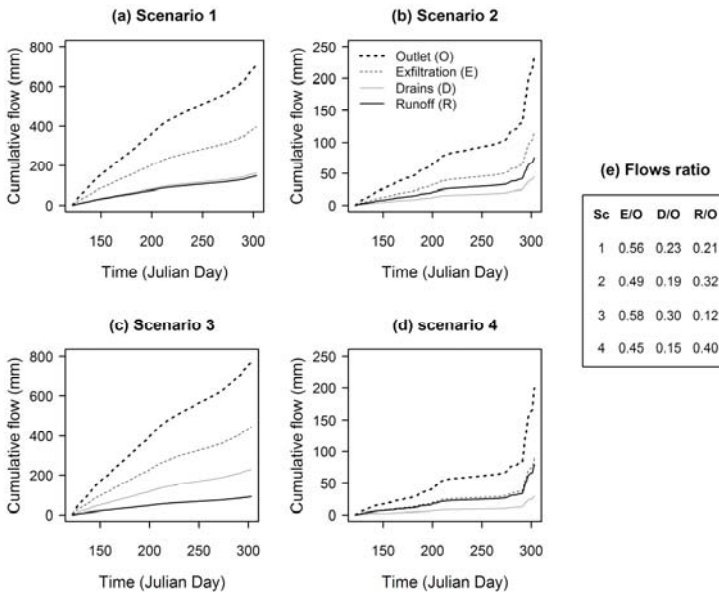 (a) Scenario 1
Cumulative flow (mm)
800
600
400
200
0
150
200
250
300
Time (Julian Day)
(b) Scenario 2
Cumulative flow (mm)
250
200
150
100
50
0
Outlet (O)
Exfiltration (E)
Drains (D)
Runoff (R)
150
200
250
300
Time (Julian Day)
(c) Scenario 3
Cumulative flow (mm)
800
600
400
200
0
150
200
250
300
Time (Julian Day)
(d) scenario 4
Cumulative flow (mm)
250
200
150
100
50
0
150
200
250
300
Time (Julian Day)
(e) Flows ratio
Sc E/O D/O R/O
1 0.56 0.23 0.21
2 0.49 0.19 0.32
3 0.58 0.30 0.12
4 0.45 0.15 0.40